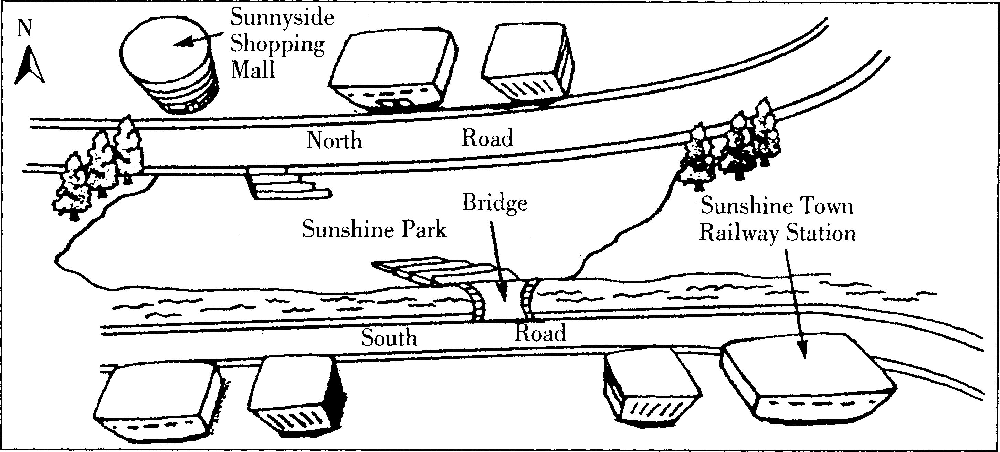 N
Sunnyside
Shopping
Mall
North Road
Bridge
Sunshine Park
Sunshine Town
Railway Station
South Road